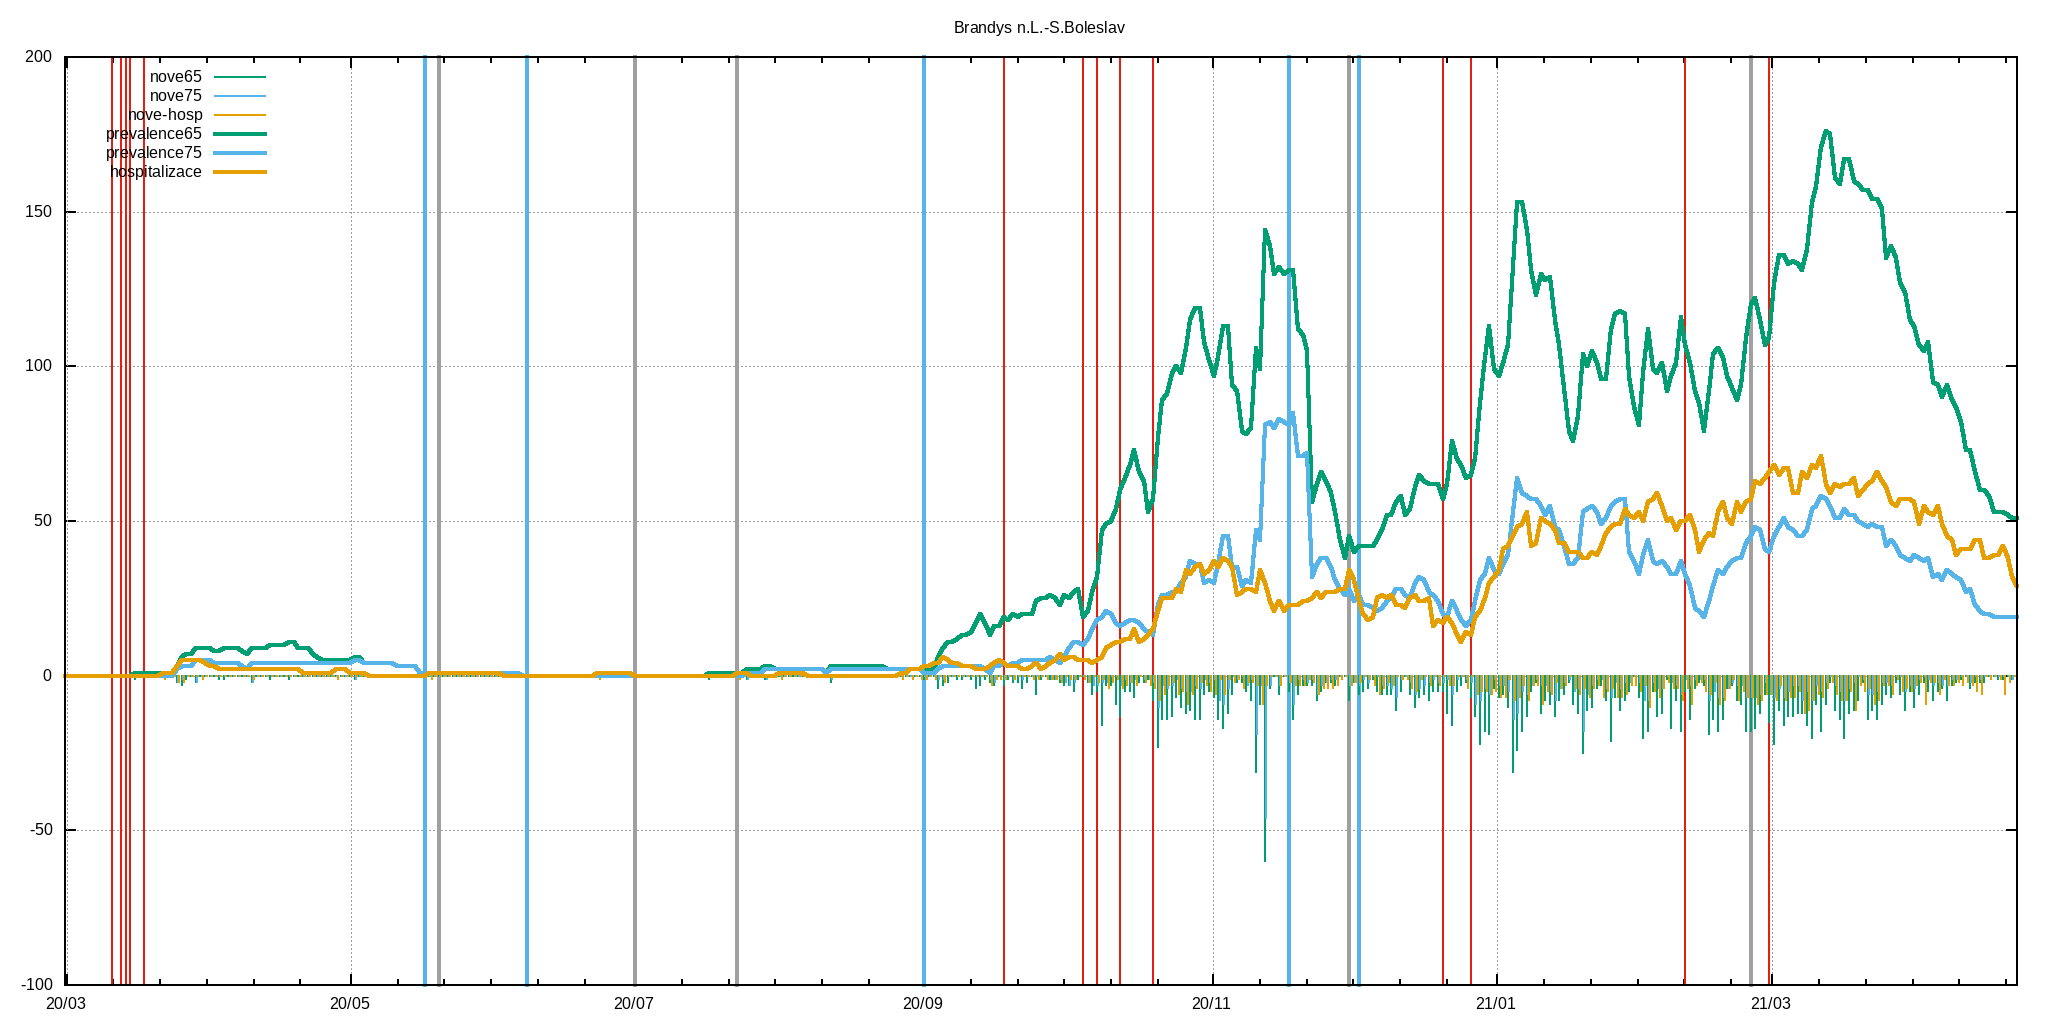 Brandys n.L.-S.Boleslav
200
150
100
50
0
-50
-100
nove65
nove75
nove-hosp
prevalence65
prevalence75
hospitalizace
20/03 20/05 20/07 20/09 20/11 21/01 21/03